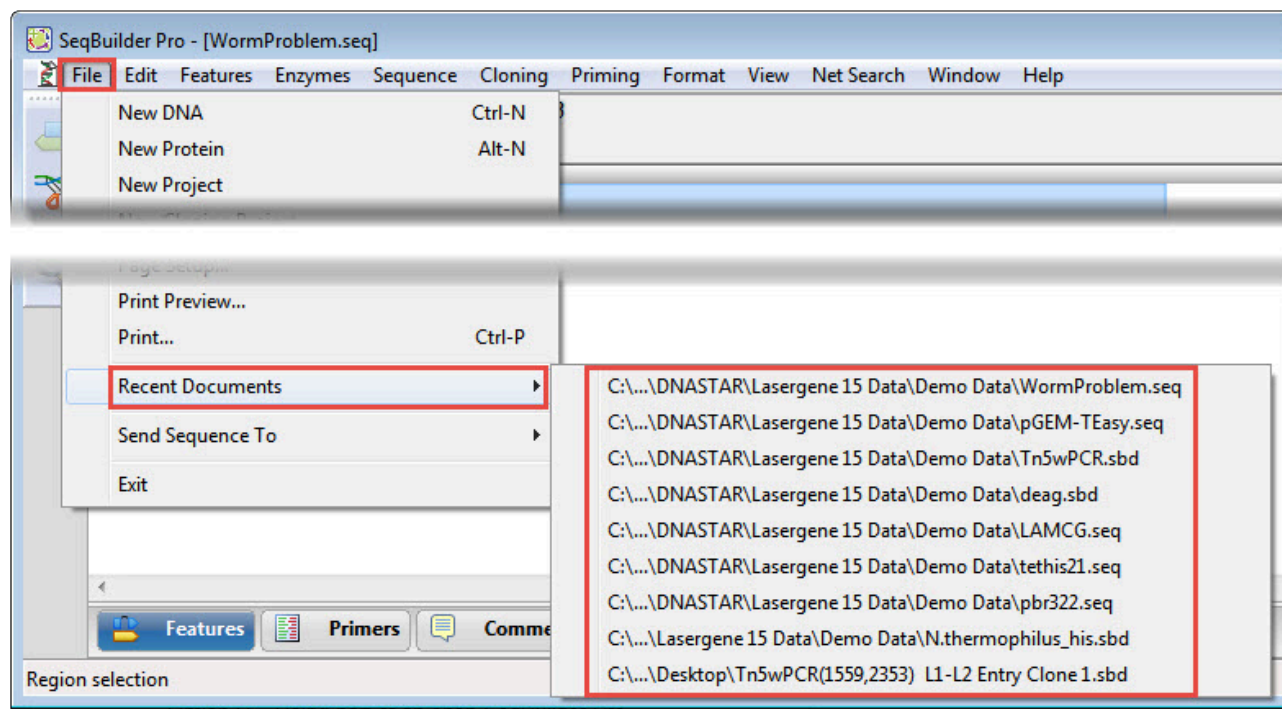 SeqBuilder Pro - [WormProblem.seq]
File Edit Features Enzymes Sequence Cloning Priming Format View Net Search Window Help
New DNA Ctrl-N
New Protein Alt-N
New Project
Page Setup...
Print Preview...
Print... Ctrl-P
Recent Documents
Send Sequence To
Exit
C:\...\DNASTAR\Lasergene 15 Data\Demo Data\WormProblem.seq
C:\...\DNASTAR\Lasergene 15 Data\Demo Data\pGEM-TEasy.seq
C:\...\DNASTAR\Lasergene 15 Data\Demo Data\Tn5wPCR.sbd
C:\...\DNASTAR\Lasergene 15 Data\Demo Data\deag.sbd
C:\...\DNASTAR\Lasergene 15 Data\Demo Data\LAMCG.seq
C:\...\DNASTAR\Lasergene 15 Data\Demo Data\tethis21.seq
C:\...\DNASTAR\Lasergene 15 Data\Demo Data\pbr322.seq
C:\...\Lasergene 15 Data\Demo Data\N.thermophilus_his.sbd
C:\...\Desktop\Tn5wPCR(1559,2353) L1-L2 Entry Clone 1.sbd
Features Primers Comme
Region selection